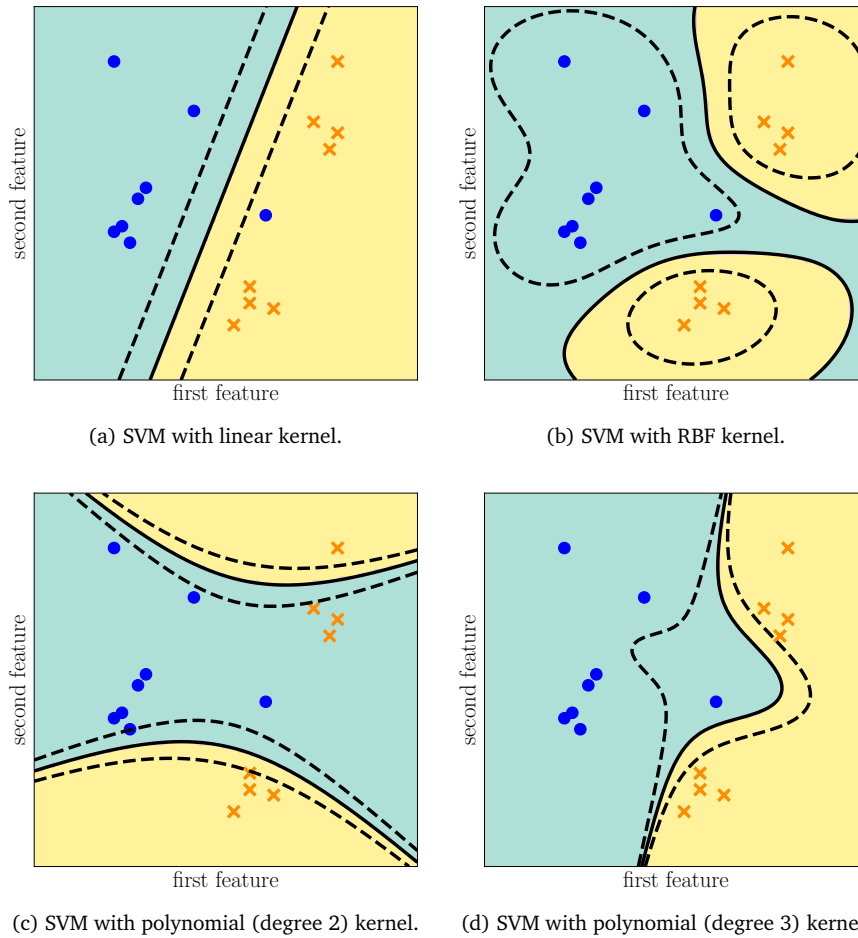 second feature
first feature
(a) SVM with linear kernel.
second feature
first feature
(b) SVM with RBF kernel.
second feature
first feature
(c) SVM with polynomial (degree 2) kernel.
second feature
first feature
(d) SVM with polynomial (degree 3) kerne